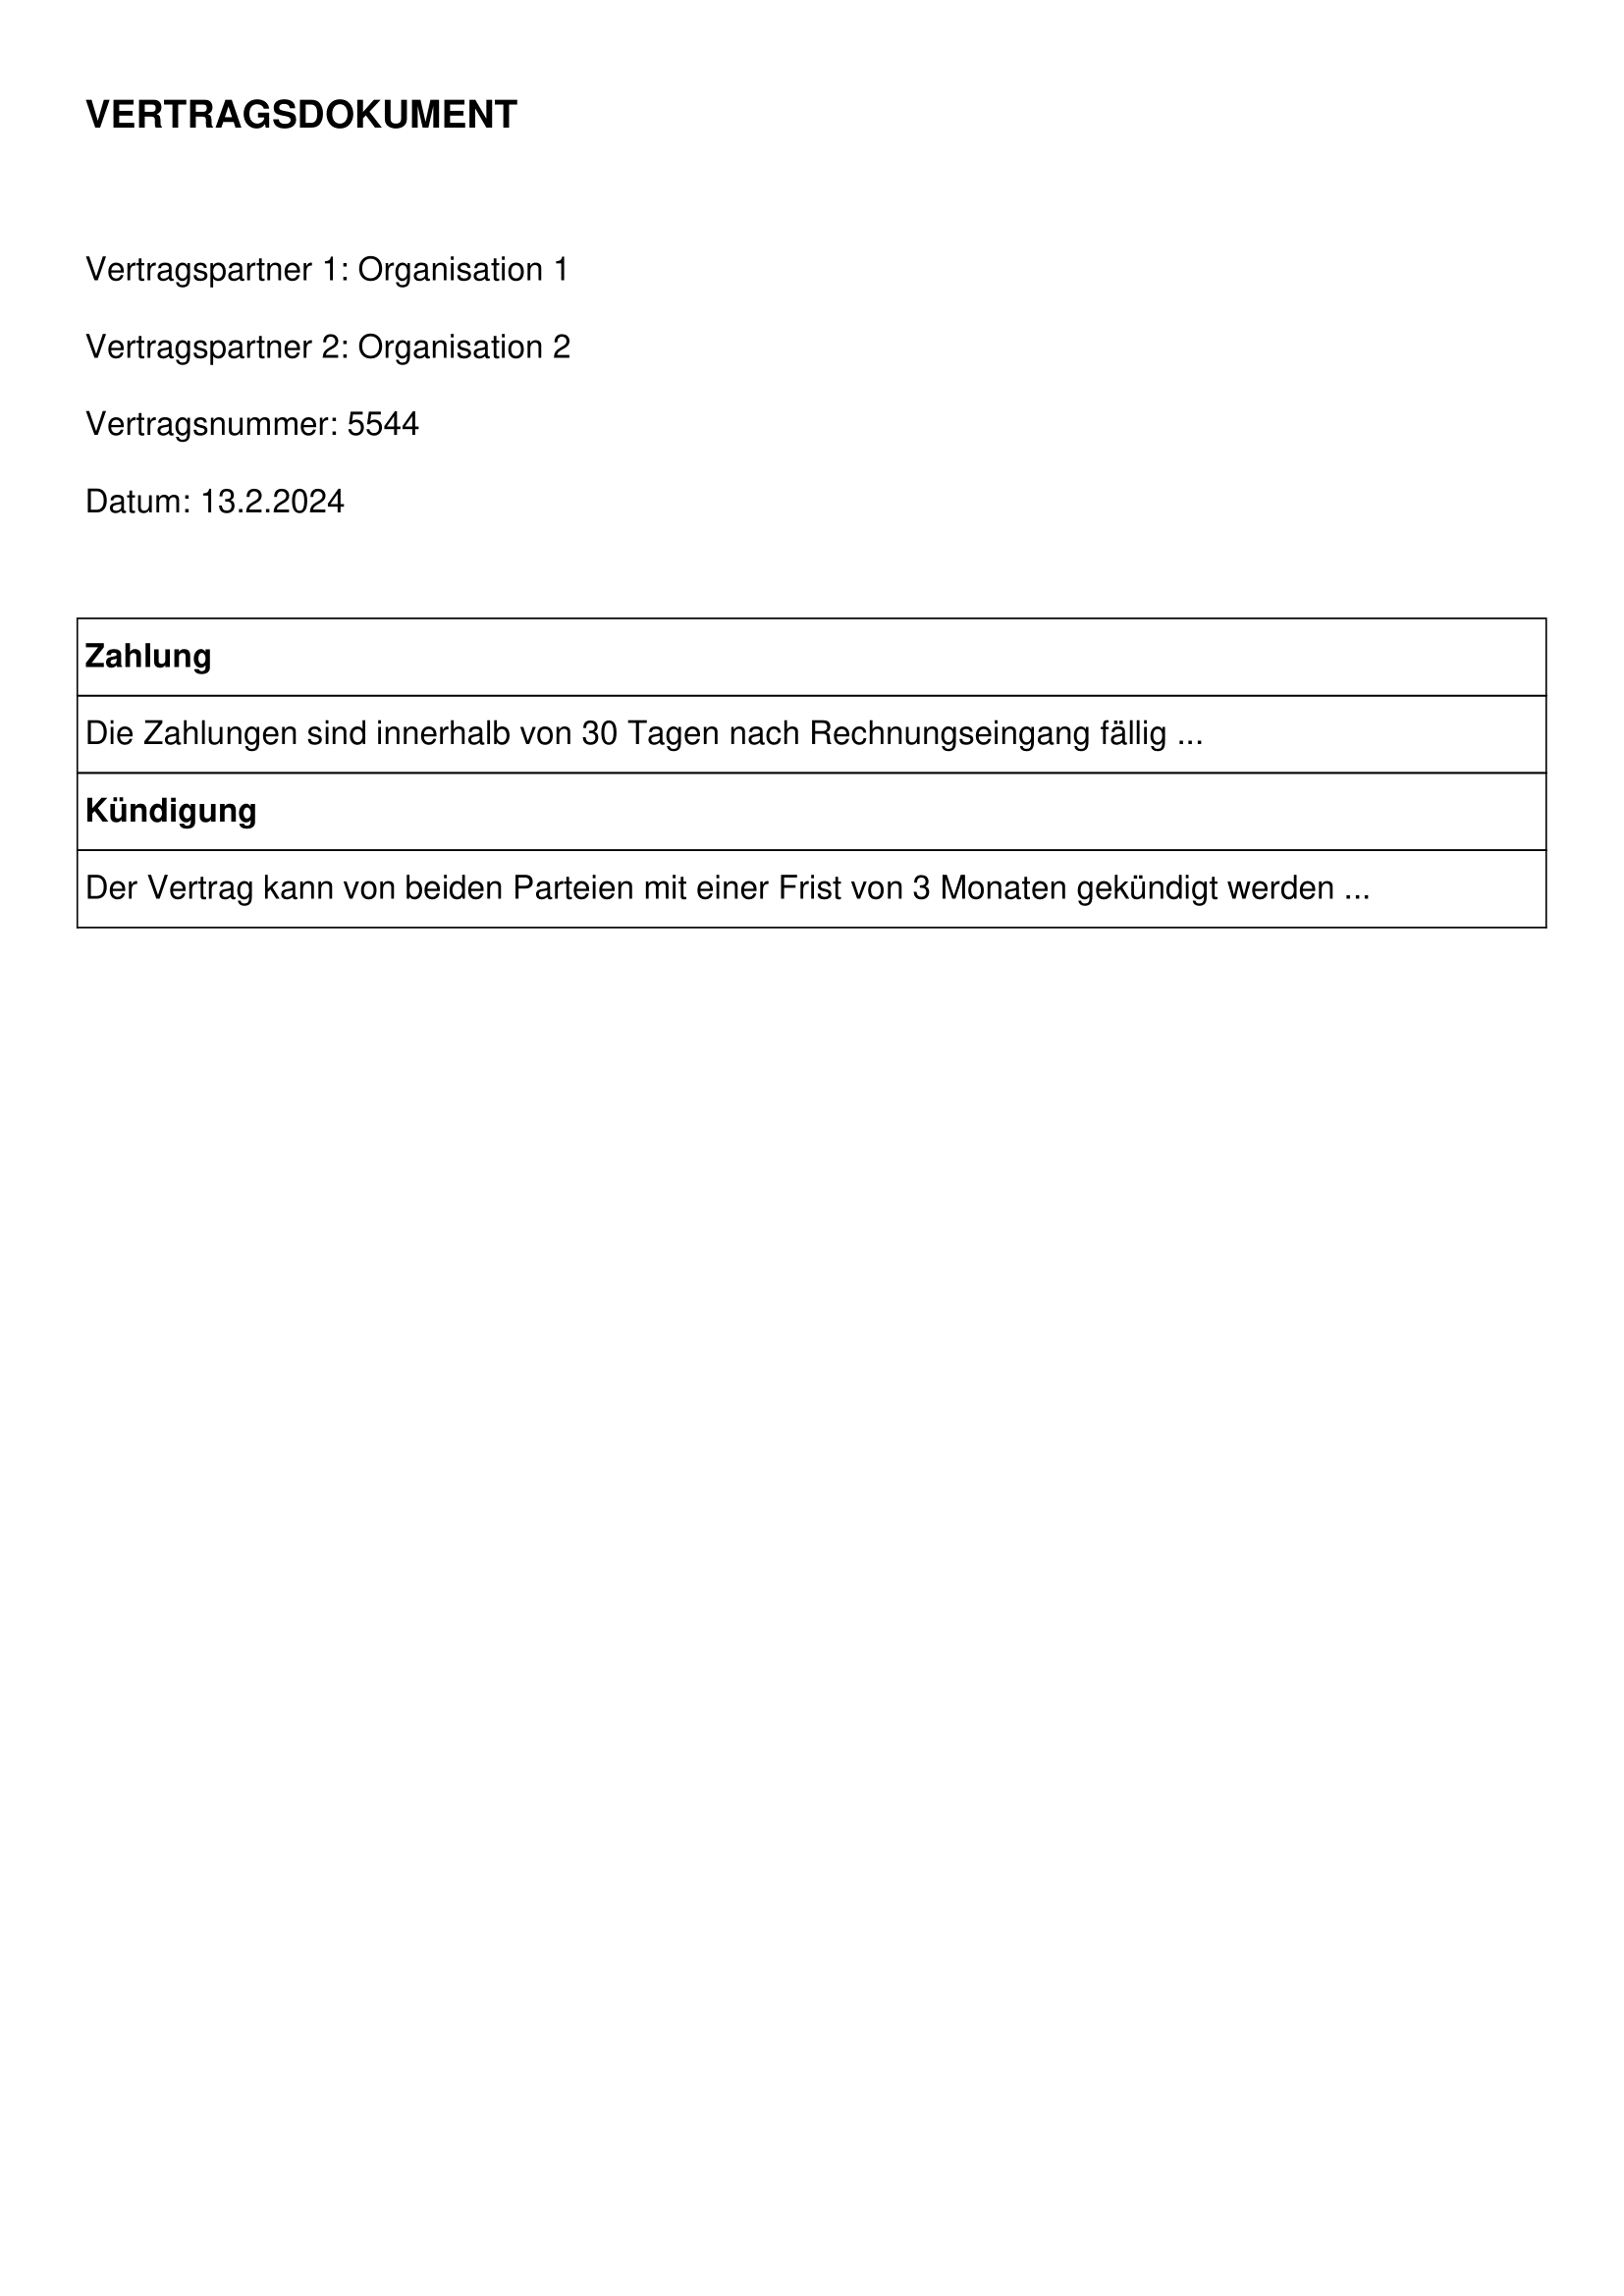 VERTRAGSDOKUMENT
Vertragspartner 1: Organisation 1
Vertragspartner 2: Organisation 2
Vertragsnummer: 5544
Datum: 13.2.2024
Zahlung
Die Zahlungen sind innerhalb von 30 Tagen nach Rechnungseingang fällig ...
Kündigung
Der Vertrag kann von beiden Parteien mit einer Frist von 3 Monaten gekündigt werden ...